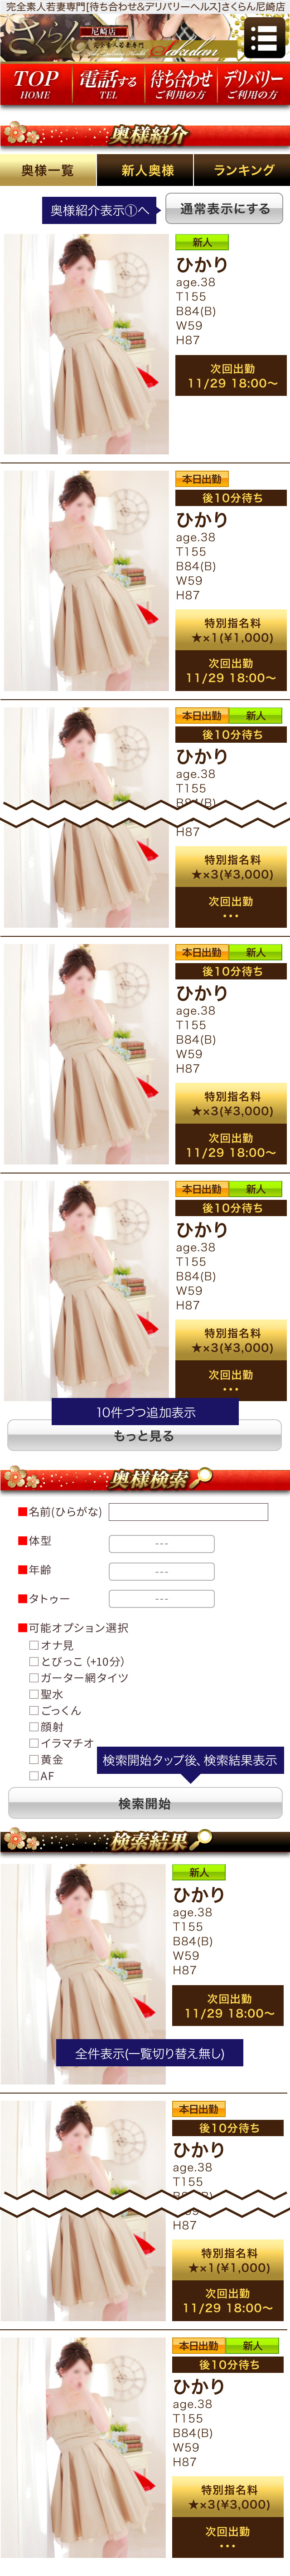 完全素人若妻専門[待ち合わせ&デリバリーヘルス]さくらん尼崎店
さくらん 尼崎店
完全素人若妻専門
TOP 電話する 待ち合わせ デリバリー
HOME TEL ご利用の方 ご利用の方
奥様紹介
奥様一覧 新人奥様 ランキング
奥様紹介表示①へ 通常表示にする
新人
ひかり
age.38
T155
B84(B)
W59
H87
次回出勤
11/29 18:00〜
本日出勤
後10分待ち
ひかり
age.38
T155
B84(B)
W59
H87
特別指名料
★×1(¥1,000)
次回出勤
11/29 18:00〜
本日出勤 新人
後10分待ち
ひかり
age.38
T155
B84(B)
H87
特別指名料
★×3(¥3,000)
次回出勤
・・・
本日出勤 新人
後10分待ち
ひかり
age.38
T155
B84(B)
W59
H87
特別指名料
★×3(¥3,000)
次回出勤
11/29 18:00〜
本日出勤 新人
後10分待ち
ひかり
age.38
T155
B84(B)
W59
H87
特別指名料
★×3(¥3,000)
次回出勤
・・・
10件づつ追加表示
もっと見る
奥様検索
■名前(ひらがな)
■体型 ---
■年齢 ---
■タトゥー ---
■可能オプション選択
□オナ見
□とびっこ（+10分）
□ガーター網タイツ
□聖水
□ごっくん
□顔射
□イラマチオ
□黄金
□AF
検索開始タップ後、検索結果表示
検索開始
検索結果
新人
ひかり
age.38
T155
B84(B)
W59
H87
次回出勤
11/29 18:00〜
全件表示(一覧切り替え無し)
本日出勤
後10分待ち
ひかり
age.38
T155
H87
特別指名料
★×1(¥1,000)
次回出勤
11/29 18:00〜
本日出勤 新人
後10分待ち
ひかり
age.38
T155
B84(B)
W59
H87
特別指名料
★×3(¥3,000)
次回出勤
・・・